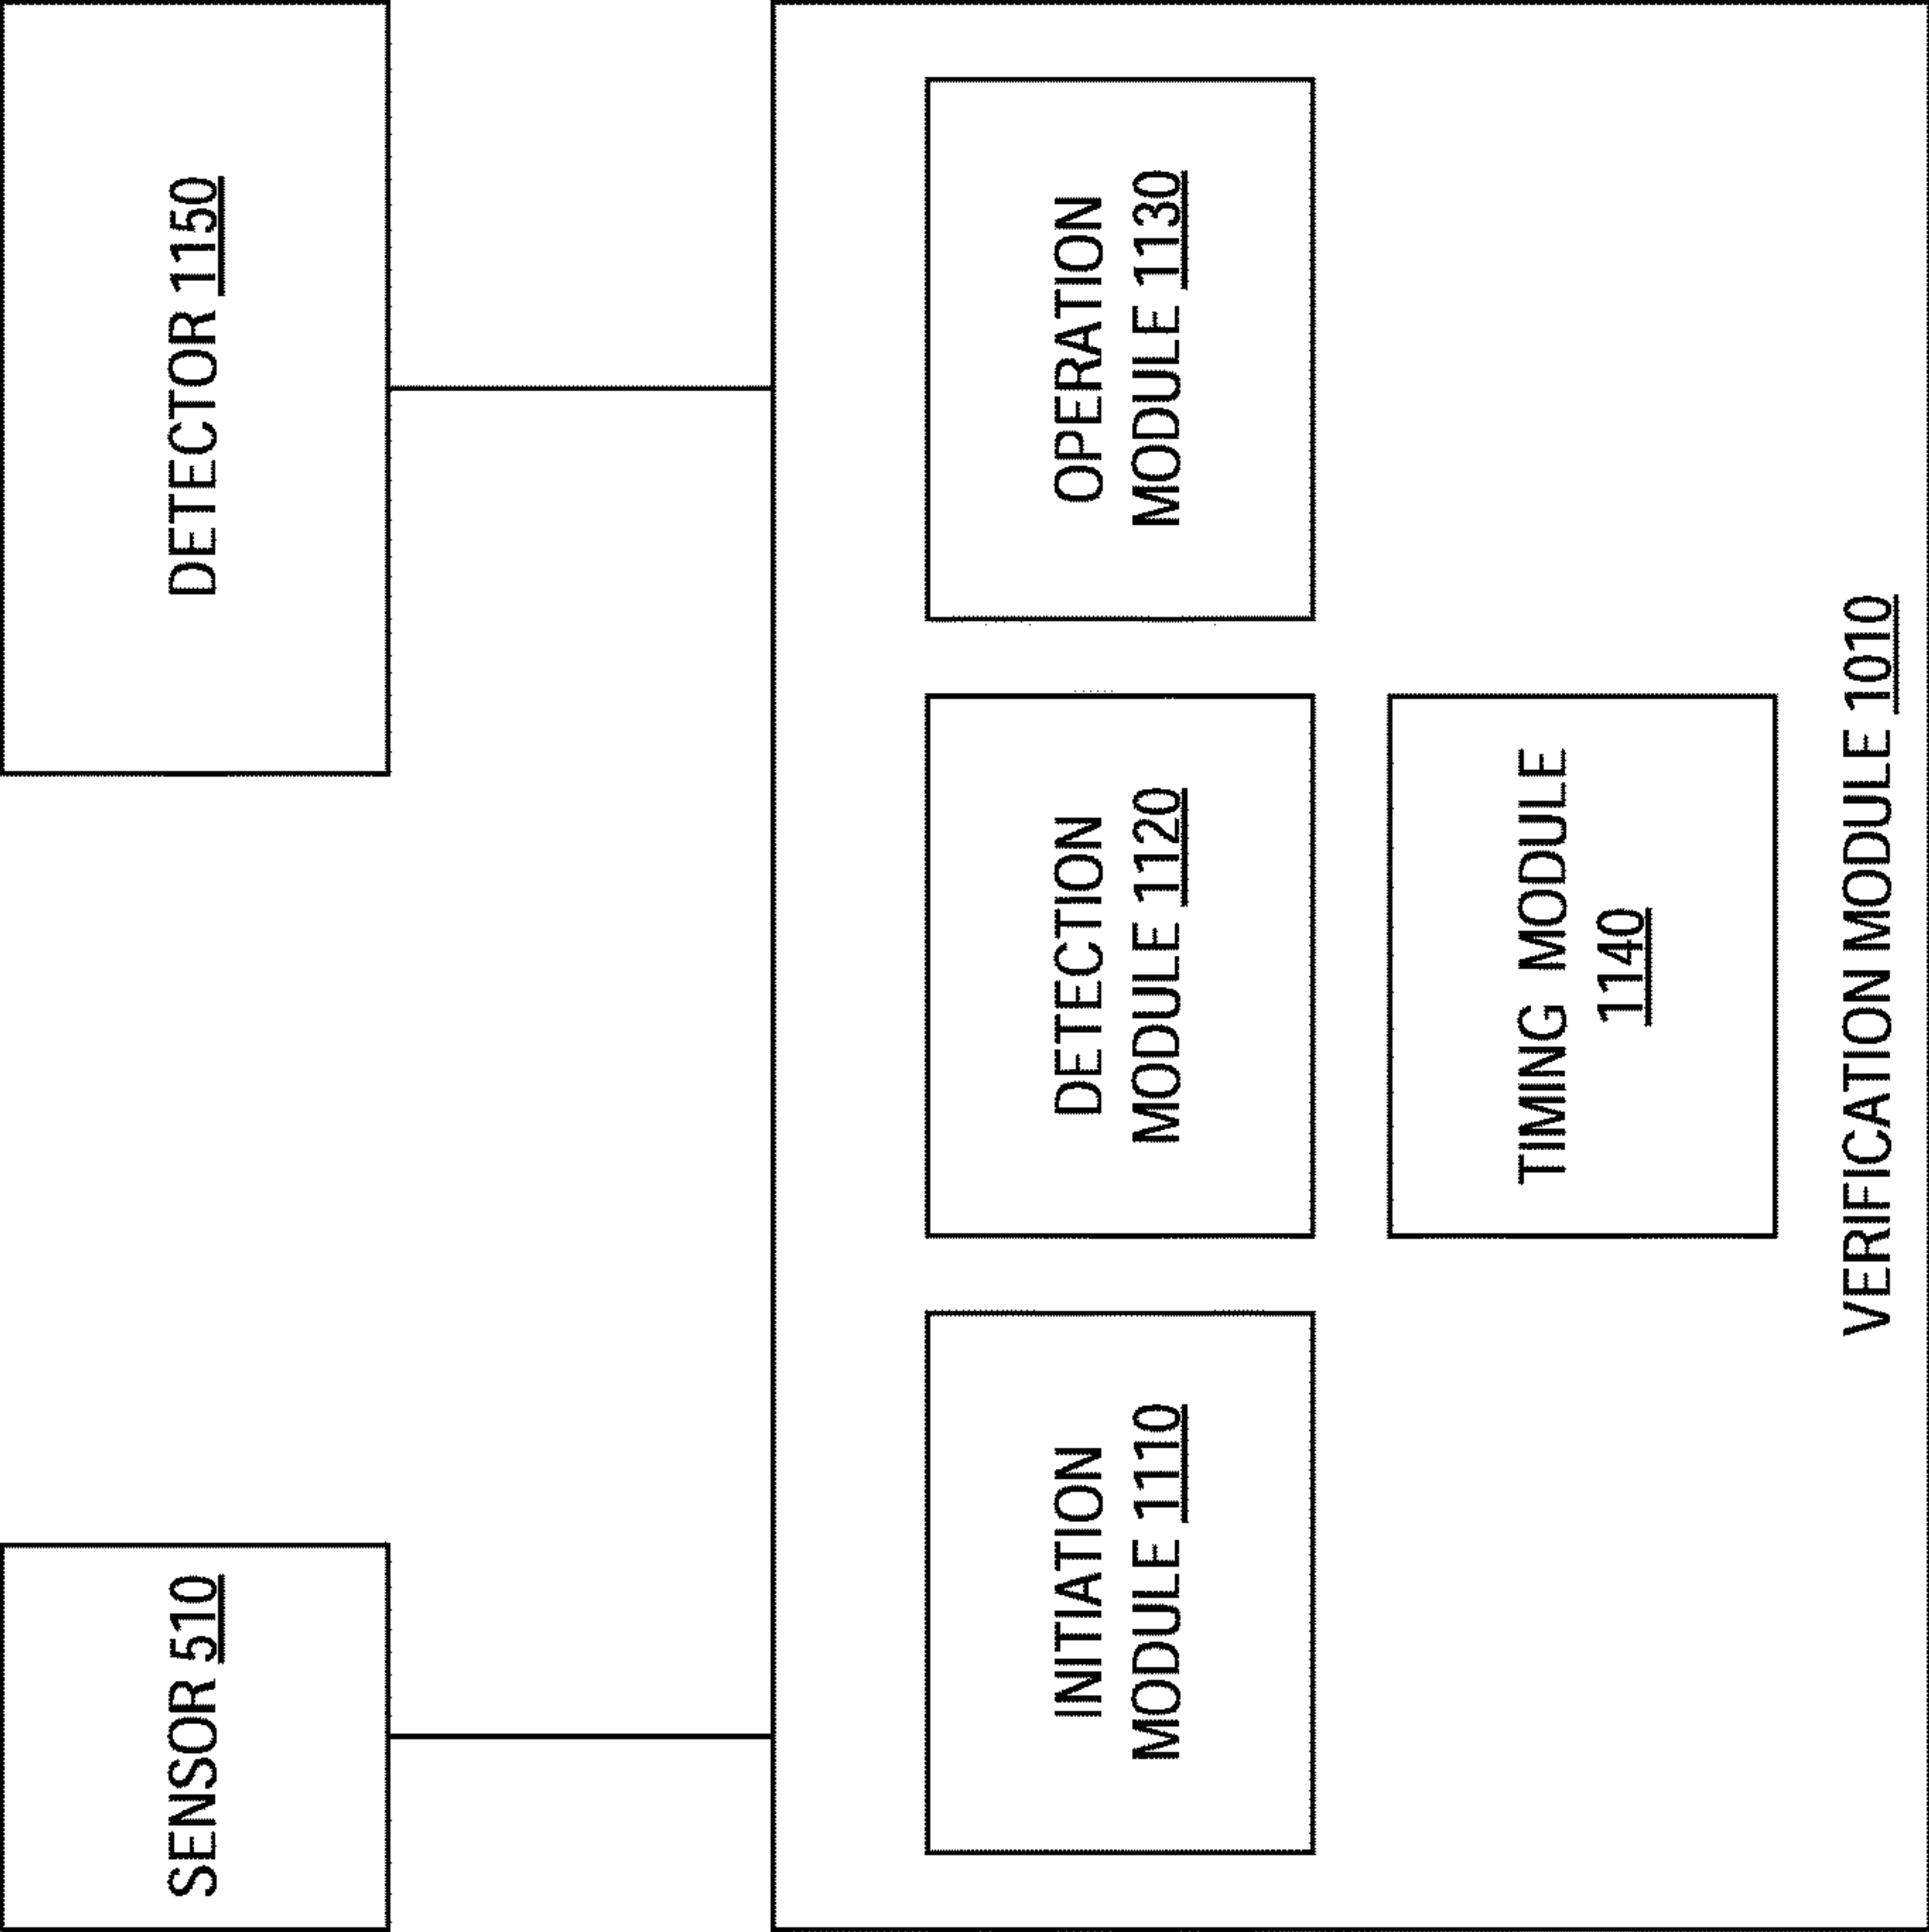 SENSOR 510
DETECTOR 1150
INITIATION
MODULE 1110
DETECTION
MODULE 1120
OPERATION
MODULE 1130
TIMING MODULE
1140
VERIFICATION MODULE 1010